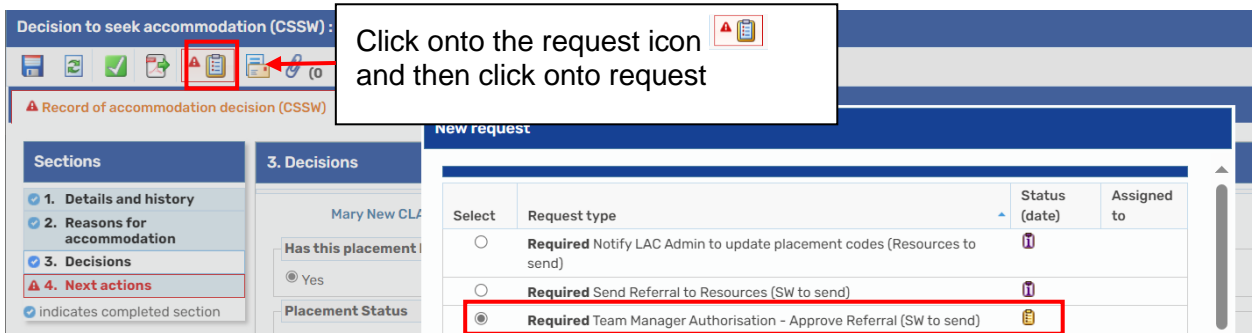 Decision to seek accommodation (CSSW) :
Click onto the request icon
and then click onto request
(0
Record of accommodation decision (CSSW)
New request
Sections
3. Decisions
1. Details and history
2. Reasons for
accommodation
3. Decisions
4. Next actions
indicates completed section
Mary New CLA
Has this placement
Yes
Placement Status
Select
Request type
Status
(date)
Assigned
to
Required Notify LAC Admin to update placement codes (Resources to
send)
Required Send Referral to Resources (SW to send)
Required Team Manager Authorisation - Approve Referral (SW to send)